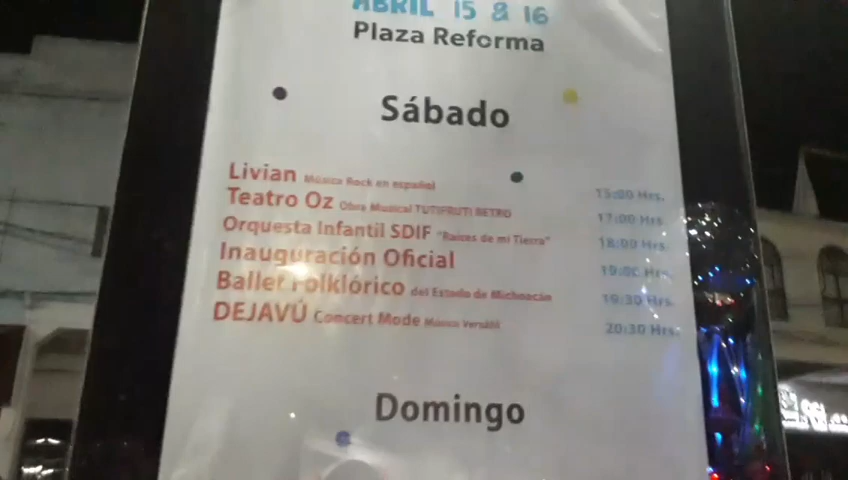 ABRIL 15 & 16
Plaza Reforma
Sábado
Livian Música Rock en español 15:00 Hrs.
Teatro Oz Obra Musical TUTIFRUTI RETRO 17:00 Hrs.
Orquesta Infantil SDIF "Raíces de mi Tierra" 18:00 Hrs.
Inauguración Oficial 19:00 Hrs.
Ballet Folklórico del Estado de Michoacán 19:30 Hrs.
DEJAVÚ Concert Mode Música Versátil 20:30 Hrs.
Domingo